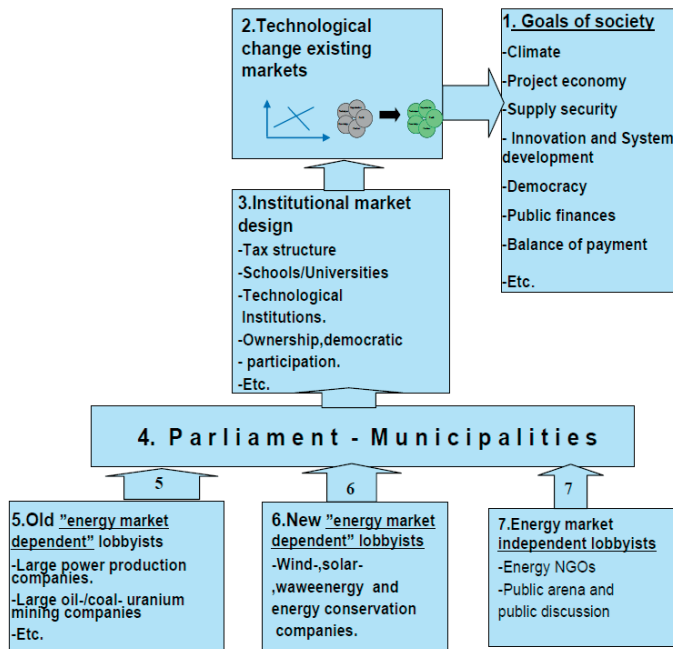 2.Technological
change existing
markets
1. Goals of society
-Climate
-Project economy
-Supply security
- Innovation and System
development
-Democracy
-Public finances
-Balance of payment
-Etc.
3.Institutional market
design
-Tax structure
-Schools/Universities
-Technological
Institutions.
-Ownership,democratic
- participation.
-Etc.
4. Parliament - Municipalities
5
6
7
5.Old ”energy market
dependent” lobbyists
-Large power production
companies.
-Large oil-/coal- uranium
mining companies
-Etc.
6.New ”energy market
dependent” lobbyists
-Wind-,solar-
,waweenergy and
energy conservation
companies.
7.Energy market
independent lobbyists
-Energy NGOs
-Public arena and
public discussion